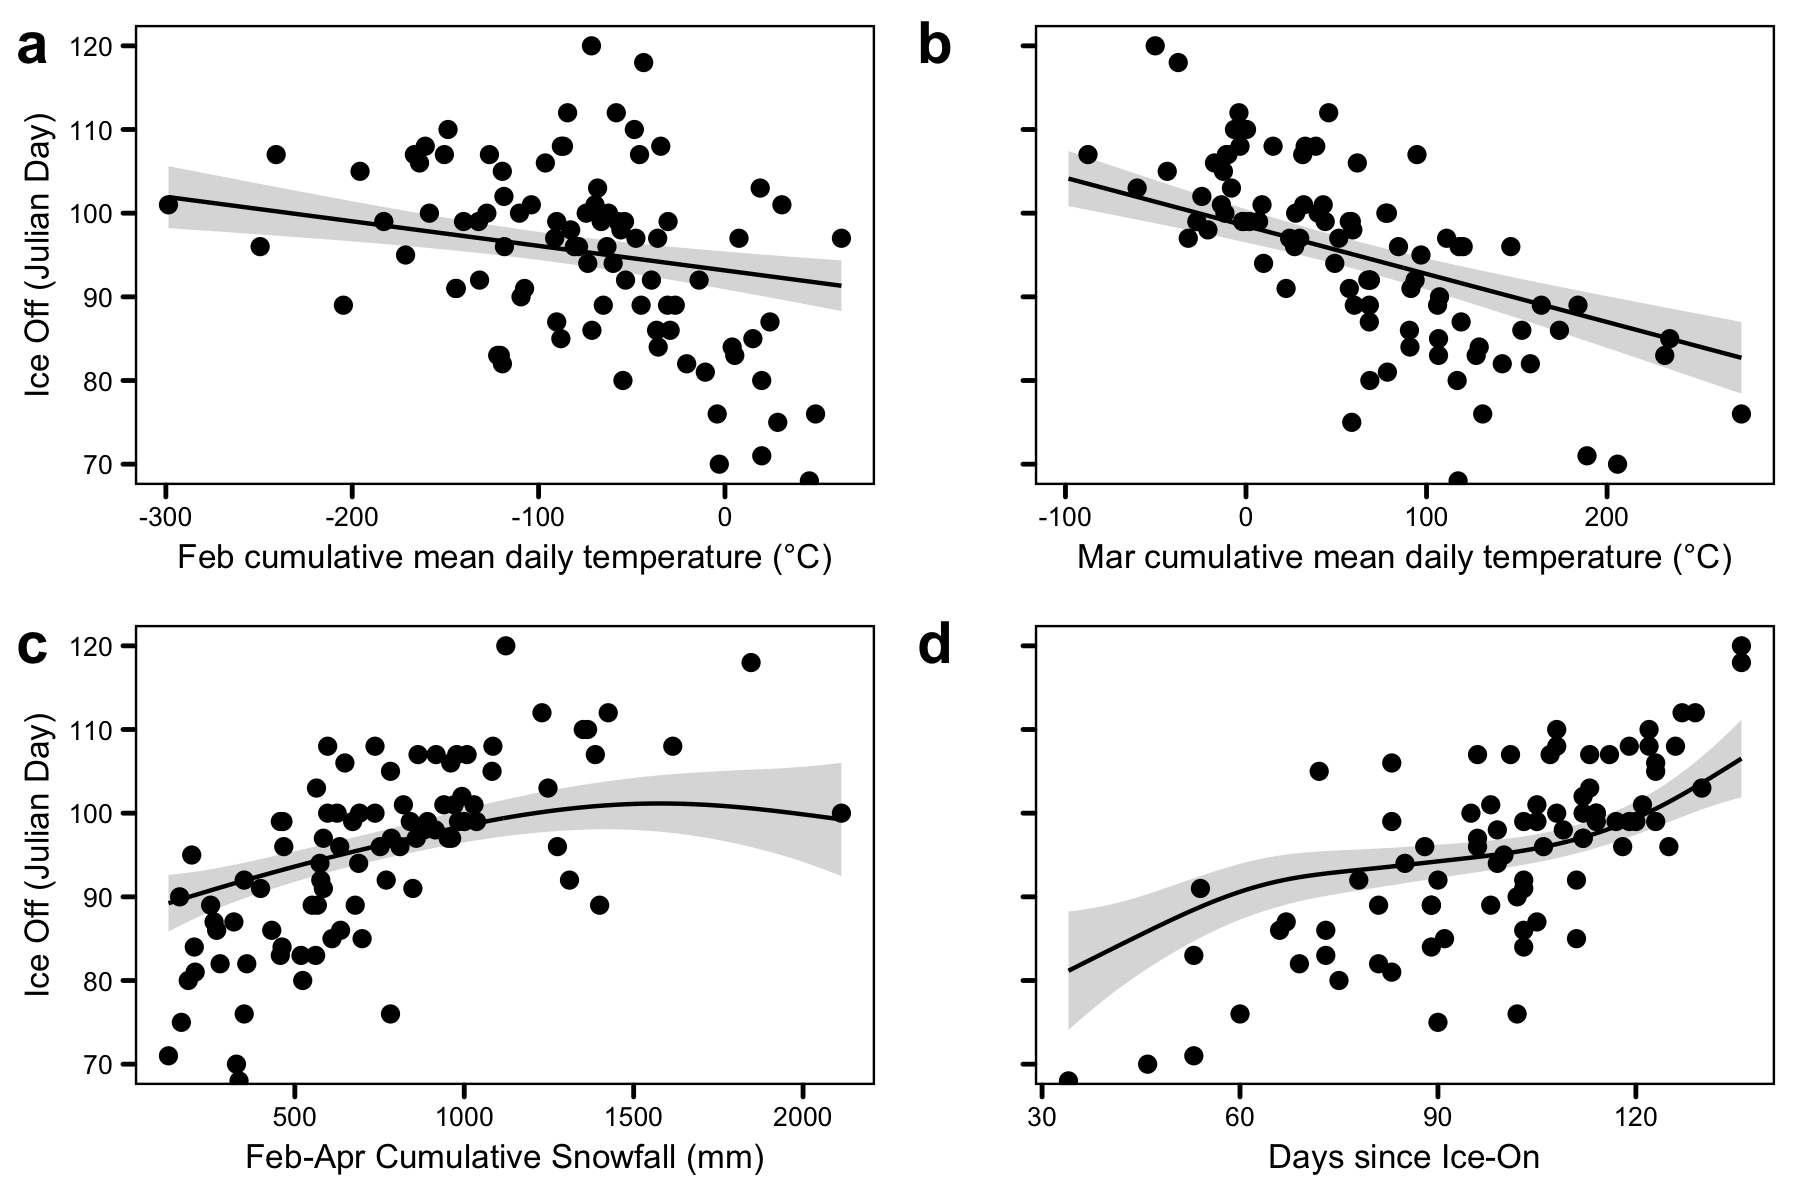 a
b
Ice Off (Julian Day)
120
110
100
90
80
70
-300 -200 -100 0
-100 0 100 200
Feb cumulative mean daily temperature (°C)
Mar cumulative mean daily temperature (°C)
c
d
Ice Off (Julian Day)
120
110
100
90
80
70
500 1000 1500 2000
30 60 90 120
Feb-Apr Cumulative Snowfall (mm)
Days since Ice-On